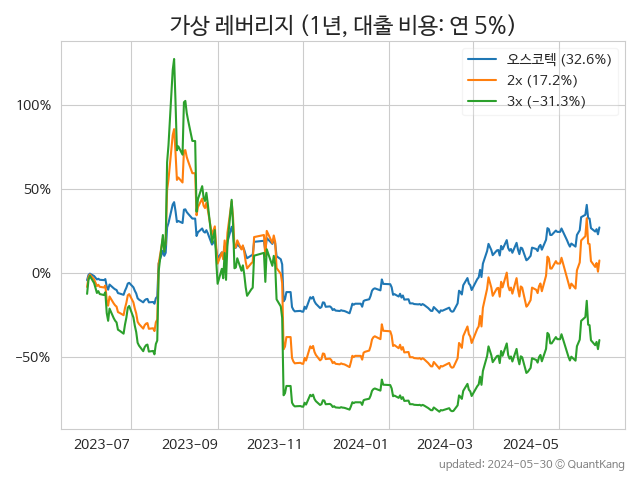 가상 레버리지 (1년, 대출 비용: 연 5%)
오스코텍 (32.6%)
2x (17.2%)
3x (−31.3%)
100%
50%
0%
−50%
2023−07 2023−09 2023−11 2024−01 2024−03 2024−05
updated: 2024-05-30 © QuantKang